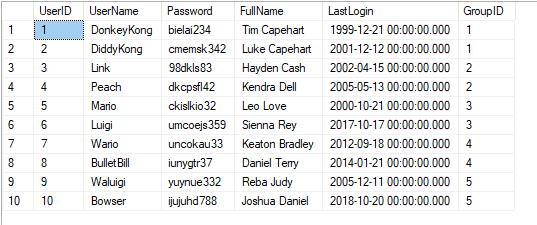 UserID UserName Password FullName LastLogin GroupID
1 1 DonkeyKong bielai234 Tim Capehart 1999-12-21 00:00:00.000 1
2 2 DiddyKong cmemsk342 Luke Capehart 2001-12-12 00:00:00.000 1
3 3 Link 98dkls83 Hayden Cash 2002-04-15 00:00:00.000 2
4 4 Peach dkcpsfl42 Kendra Dell 2005-05-13 00:00:00.000 2
5 5 Mario ckislkio32 Leo Love 2000-10-21 00:00:00.000 3
6 6 Luigi umcoejs359 Sienna Rey 2017-10-17 00:00:00.000 3
7 7 Wario uncokau33 Keaton Bradley 2012-09-18 00:00:00.000 4
8 8 BulletBill iunygtr37 Daniel Terry 2014-01-21 00:00:00.000 4
9 9 Waluigi yuynue332 Reba Judy 2005-12-11 00:00:00.000 5
10 10 Bowser ijujuhd788 Joshua Daniel 2018-10-20 00:00:00.000 5